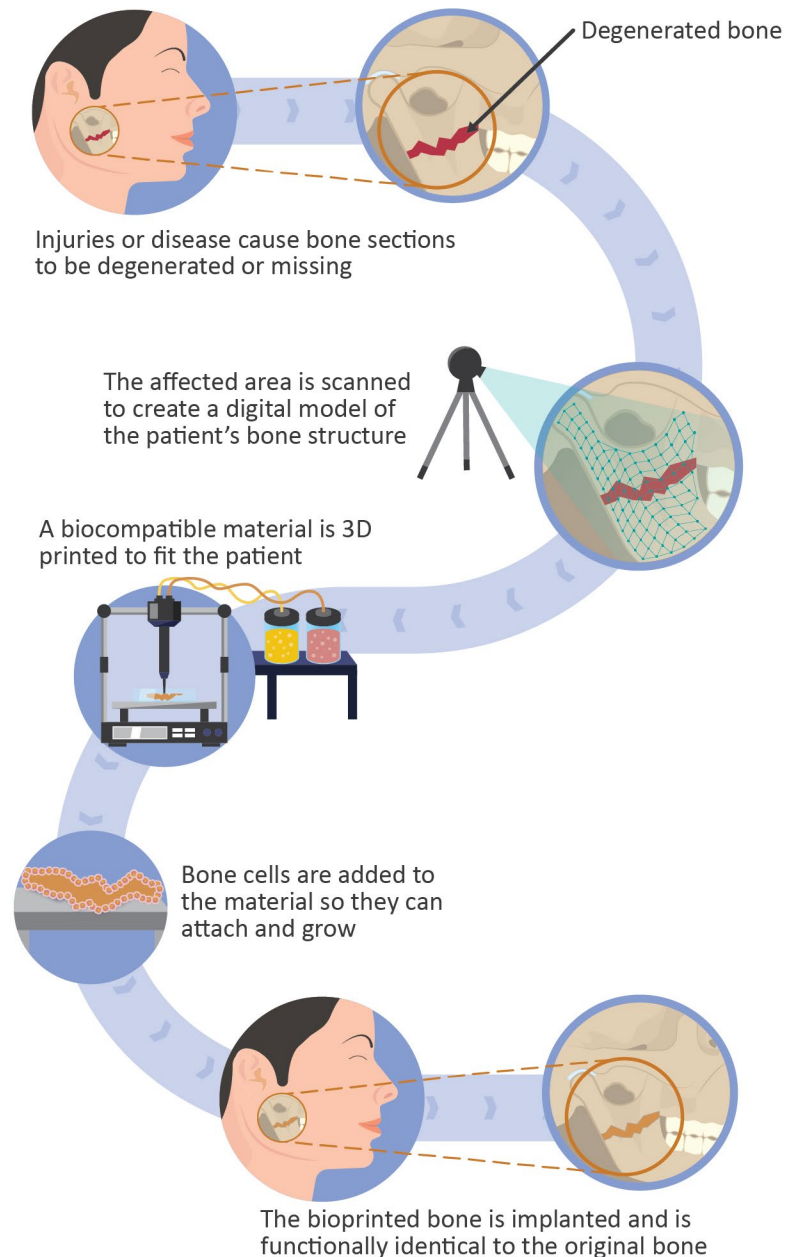 Degenerated bone
Injuries or disease cause bone sections
to be degenerated or missing
The affected area is scanned
to create a digital model of
the patient’s bone structure
A biocompatible material is 3D
printed to fit the patient
Bone cells are added to
the material so they can
attach and grow
The bioprinted bone is implanted and is
functionally identical to the original bone